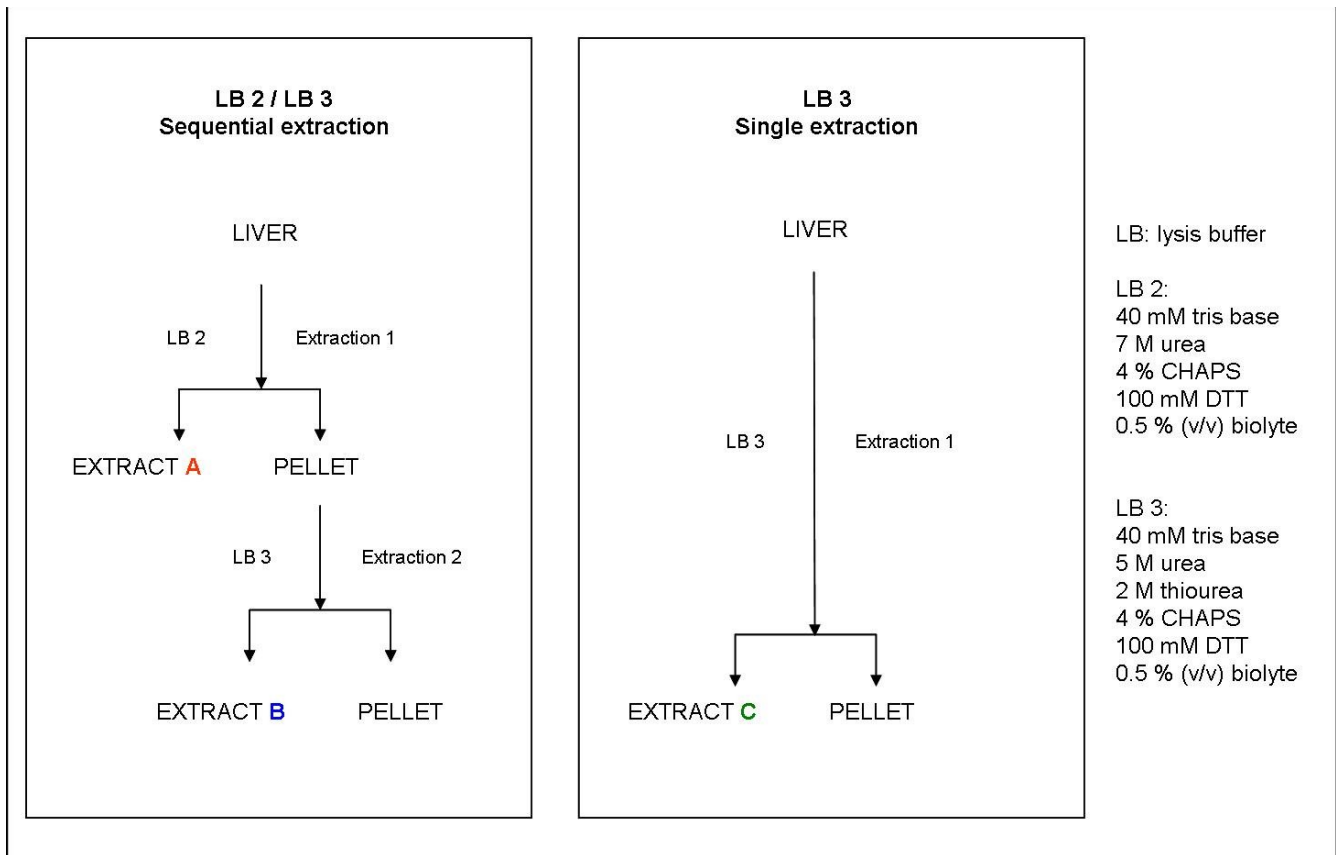 LB 2 / LB 3
Sequential extraction
LIVER
LB 2
Extraction 1
EXTRACT A
PELLET
LB 3
Extraction 2
EXTRACT B
PELLET
LB 3
Single extraction
LIVER
LB 3
Extraction 1
EXTRACT C
PELLET
LB: lysis buffer
LB 2:
40 mM tris base
7 M urea
4 % CHAPS
100 mM DTT
0.5 % (v/v) biolyte
LB 3:
40 mM tris base
5 M urea
2 M thiourea
4 % CHAPS
100 mM DTT
0.5 % (v/v) biolyte